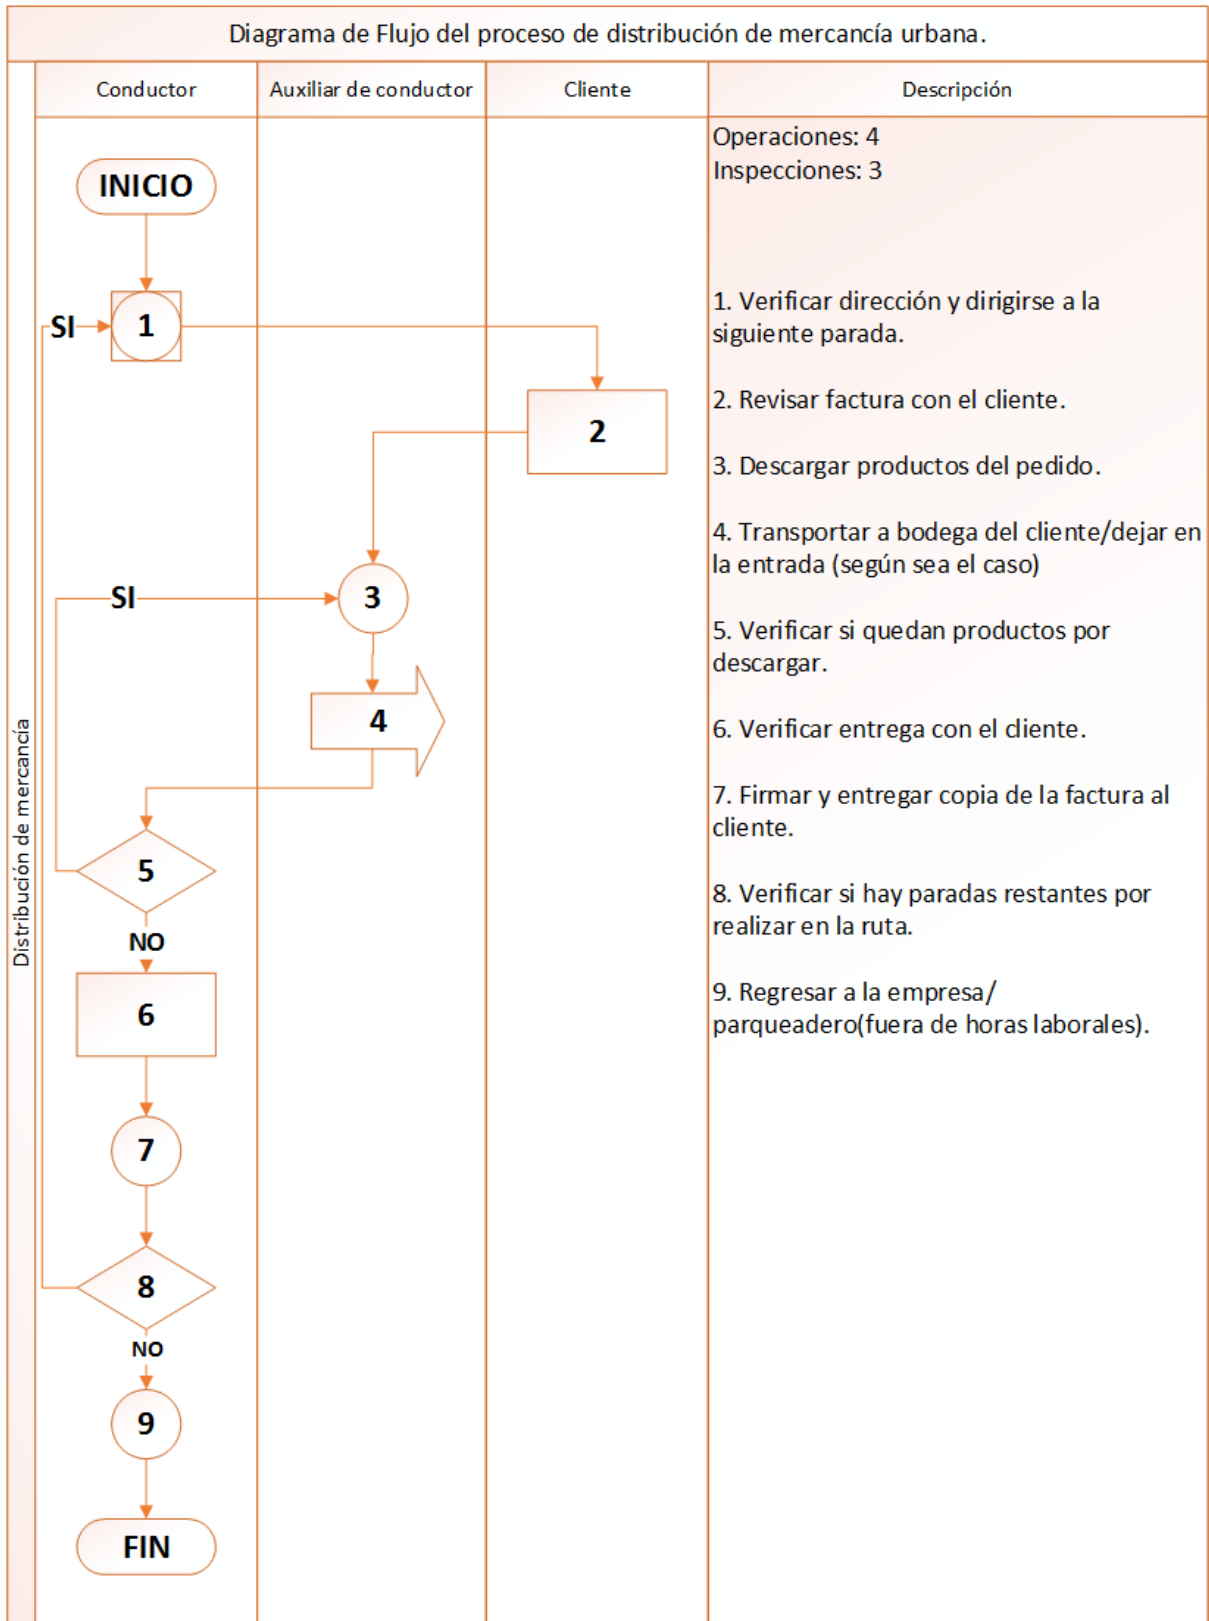 Diagrama de Flujo del proceso de distribución de mercancía urbana.
Conductor
Auxiliar de conductor
Cliente
Descripción
Distribución de mercancía
INICIO
SI
1
2
SI
3
4
5
NO
6
7
8
NO
9
FIN
Operaciones: 4
Inspecciones: 3
1. Verificar dirección y dirigirse a la
siguiente parada.
2. Revisar factura con el cliente.
3. Descargar productos del pedido.
4. Transportar a bodega del cliente/dejar en
la entrada (según sea el caso)
5. Verificar si quedan productos por
descargar.
6. Verificar entrega con el cliente.
7. Firmar y entregar copia de la factura al
cliente.
8. Verificar si hay paradas restantes por
realizar en la ruta.
9. Regresar a la empresa/
parqueadero(fuera de horas laborales).